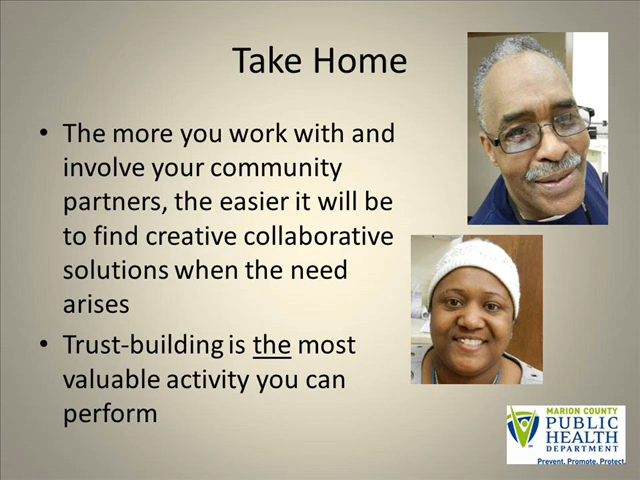 Take Home
• The more you work with and
involve your community
partners, the easier it will be
to find creative collaborative
solutions when the need
arises
• Trust-building is the most
valuable activity you can
perform
MARION COUNTY
PUBLIC
HEALTH
DEPARTMENT
Prevent. Promote. Protect.